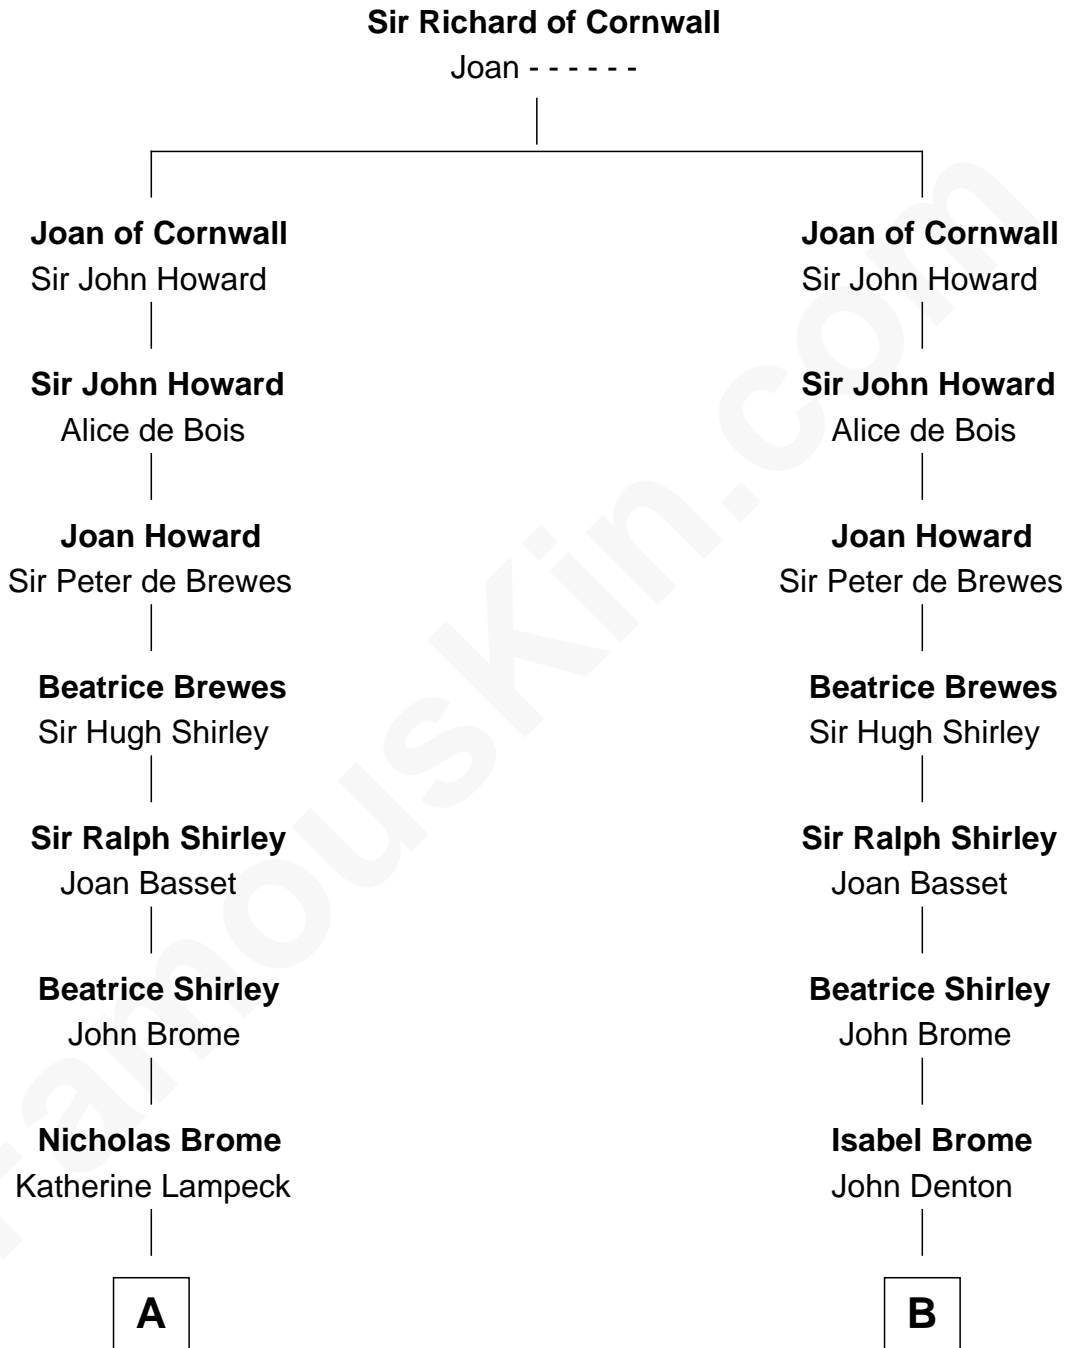 Sir Richard of Cornwall
Joan - - - - - -
Joan of Cornwall
Sir John Howard
Sir John Howard
Alice de Bois
Joan Howard
Sir Peter de Brewes
Beatrice Brewes
Sir Hugh Shirley
Sir Ralph Shirley
Joan Basset
Beatrice Shirley
John Brome
Nicholas Brome
Katherine Lampeck
A
Joan of Cornwall
Sir John Howard
Sir John Howard
Alice de Bois
Joan Howard
Sir Peter de Brewes
Beatrice Brewes
Sir Hugh Shirley
Sir Ralph Shirley
Joan Basset
Beatrice Shirley
John Brome
Isabel Brome
John Denton
B
FamousKin.com